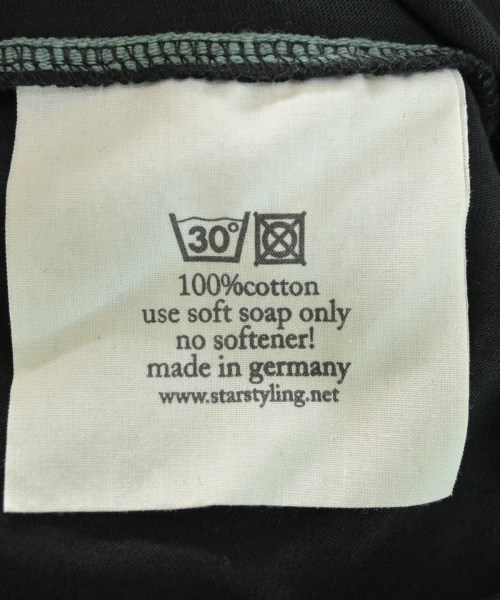 30°
100%cotton
use soft soap only
no softener!
made in germany
www.starstyling.net